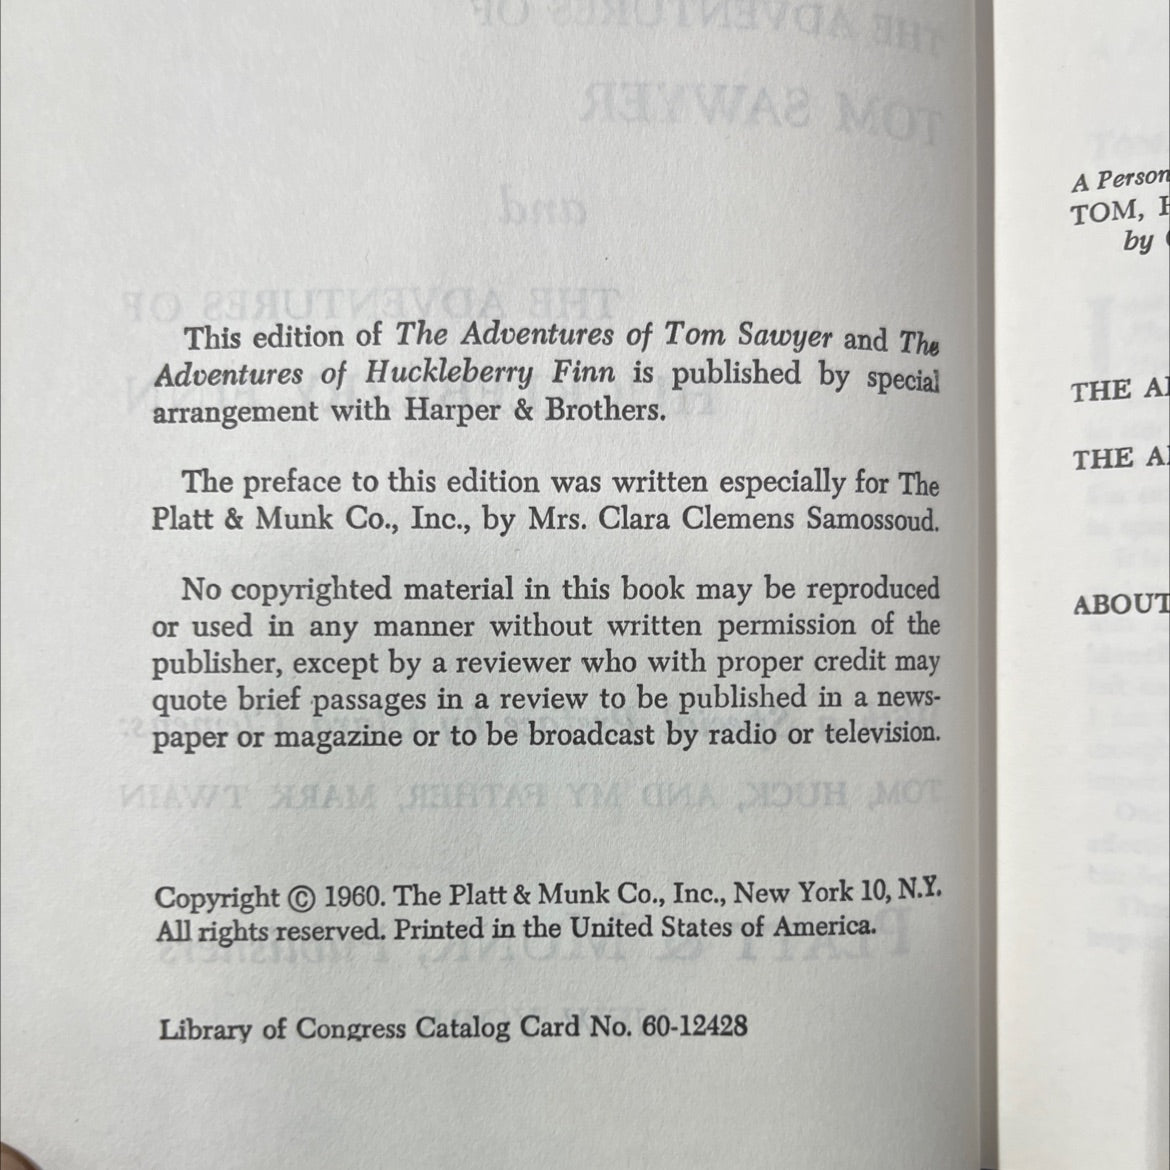 This edition of The Adventures of Tom Sawyer and The
Adventures of Huckleberry Finn is published by special
arrangement with Harper & Brothers.
The preface to this edition was written especially for The
Platt & Munk Co., Inc., by Mrs. Clara Clemens Samossoud.
No copyrighted material in this book may be reproduced
or used in any manner without written permission of the
publisher, except by a reviewer who with proper credit may
quote brief passages in a review to be published in a news-
paper or magazine or to be broadcast by radio or television.
Copyright © 1960. The Platt & Munk Co., Inc., New York 10, N.Y.
All rights reserved. Printed in the United States of America.
Library of Congress Catalog Card No. 60-12428
A Person
TOM,
by
THE
THE
ABOUT